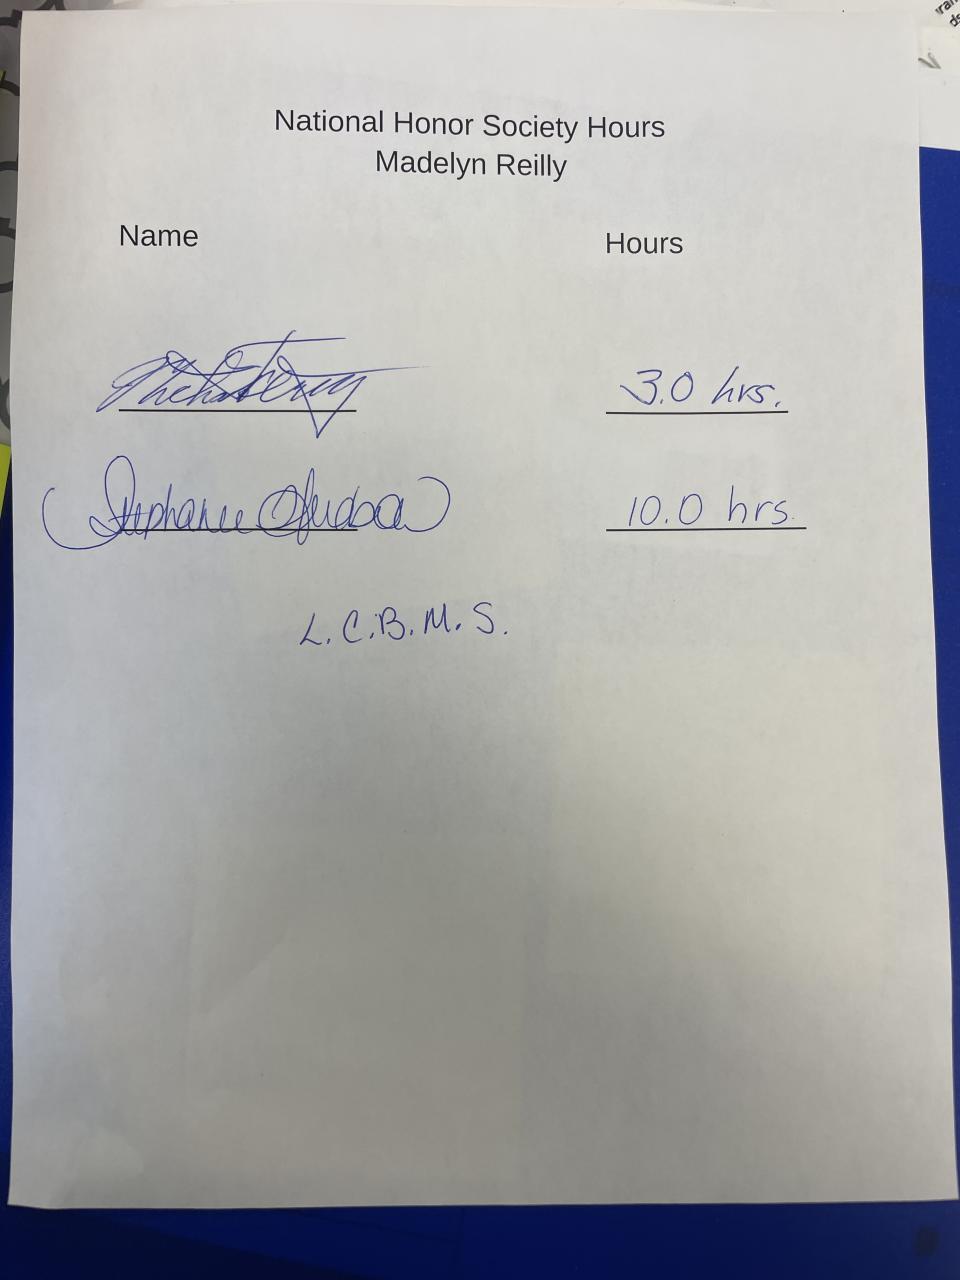 National Honor Society Hours
Madelyn Reilly
Name Hours
3.0 hrs.
Stephanie 10.0 hrs.
L.C.B.M.S.